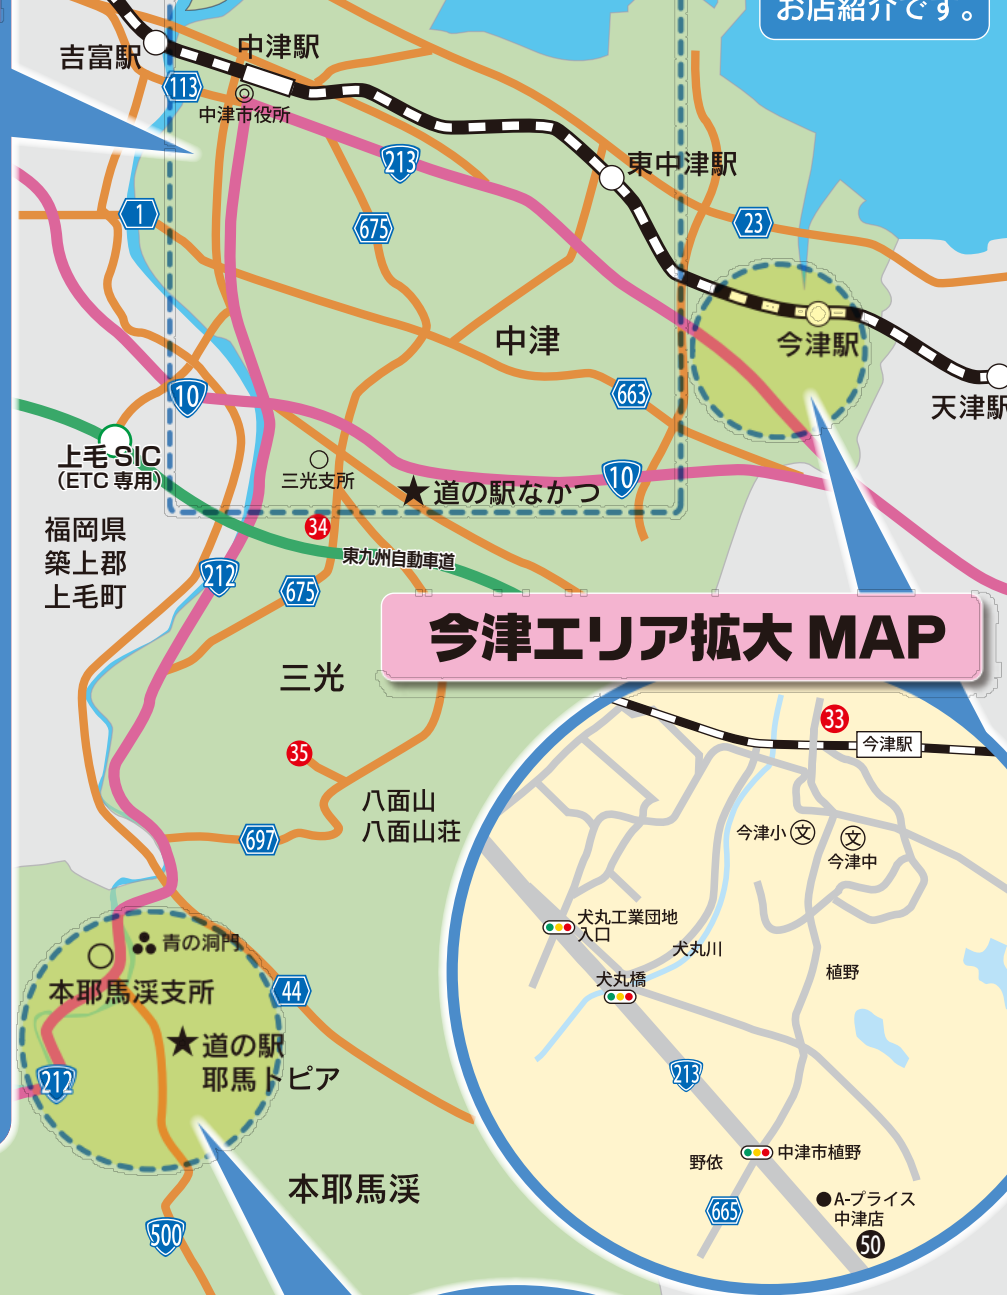 お店紹介です。
吉富駅
中津駅
113
中津市役所
213
東中津駅
1
675
23
中津
今津駅
天津駅
10
663
上毛SIC
(ETC専用)
三光支所
★道の駅なかつ
10
34
福岡県
築上郡
上毛町
東九州自動車道
212
675
今津エリア拡大MAP
三光
33
今津駅
35
八面山
八面山荘
697
今津小 文
文
今津中
犬丸工業団地
入口
犬丸川
青の洞門
本耶馬渓支所
44
犬丸橋
植野
★道の駅
耶馬トピア
212
213
野依
中津市植野
本耶馬渓
665
●A-プライス
中津店
50
500